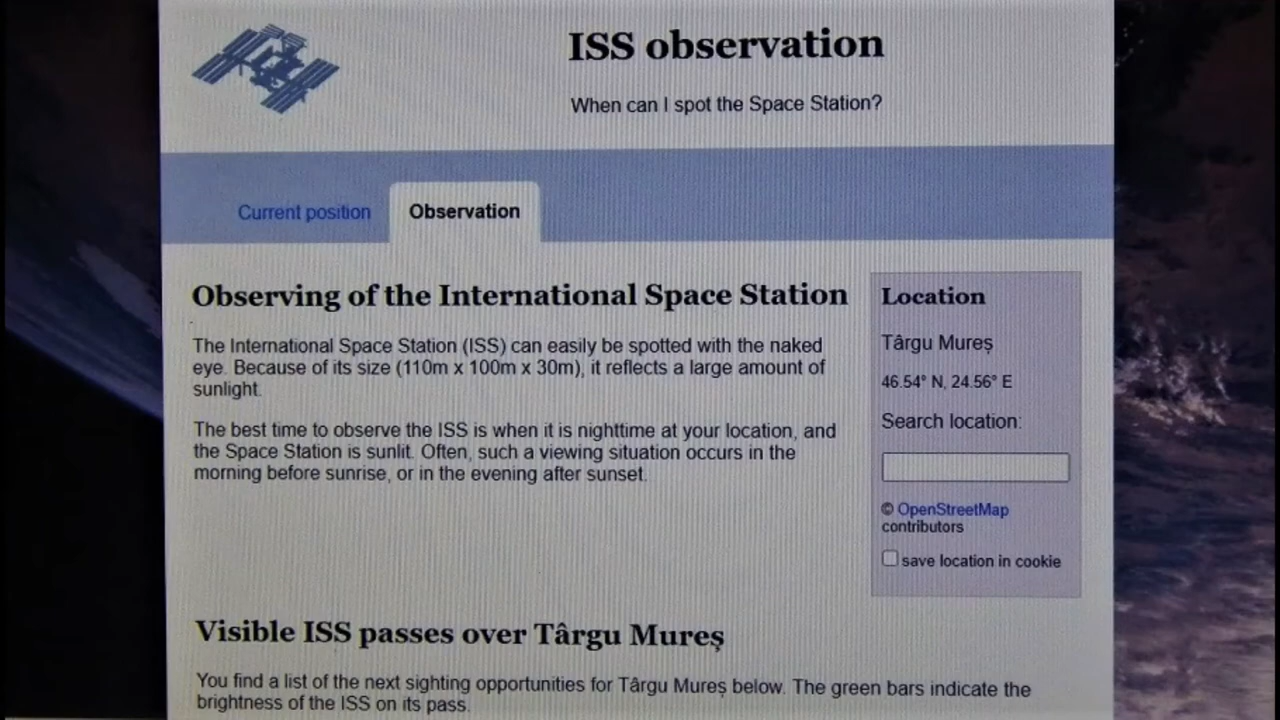 ISS observation
When can I spot the Space Station?
Current position
Observation
Observing of the International Space Station
The International Space Station (ISS) can easily be spotted with the naked
eye. Because of its size (110m x 100m x 30m), it reflects a large amount of
sunlight.
The best time to observe the ISS is when it is nighttime at your location, and
the Space Station is sunlit. Often, such a viewing situation occurs in the
morning before sunrise, or in the evening after sunset.
Location
Târgu Mureș
46.54° N, 24.56° E
Search location:
© OpenStreetMap
contributors
save location in cookie
Visible ISS passes over Târgu Mureș
You find a list of the next sighting opportunities for Târgu Mureș below. The green bars indicate the
brightness of the ISS on its pass.